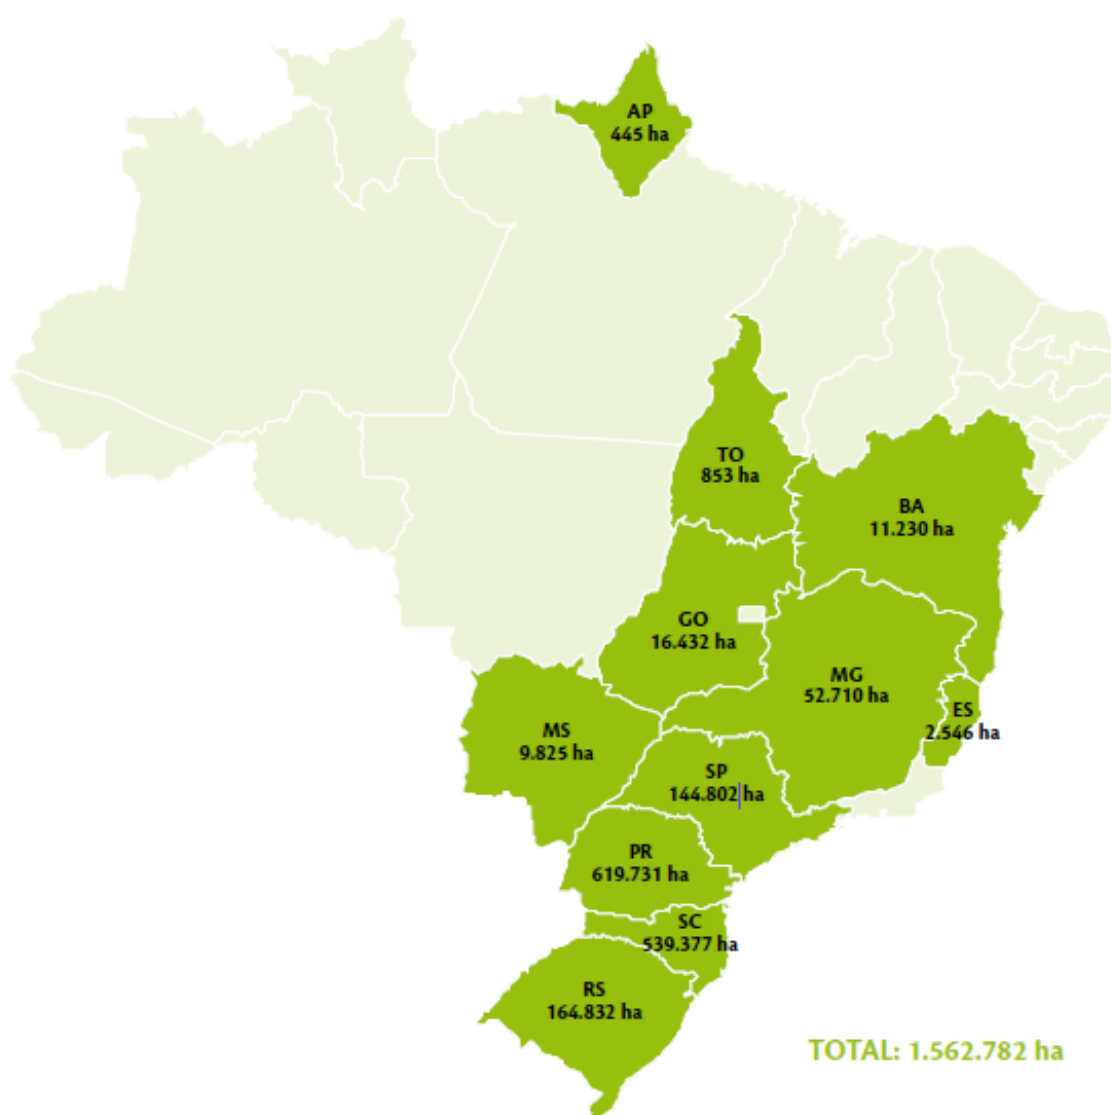 AP
445 ha
TO
853 ha
BA
11.230 ha
GO
16.432 ha
MG
52.710 ha
ES
2.546 ha
MS
9.825 ha
SP
144.802 ha
PR
619.731 ha
SC
539.377 ha
RS
164.832 ha
TOTAL: 1.562.782 ha